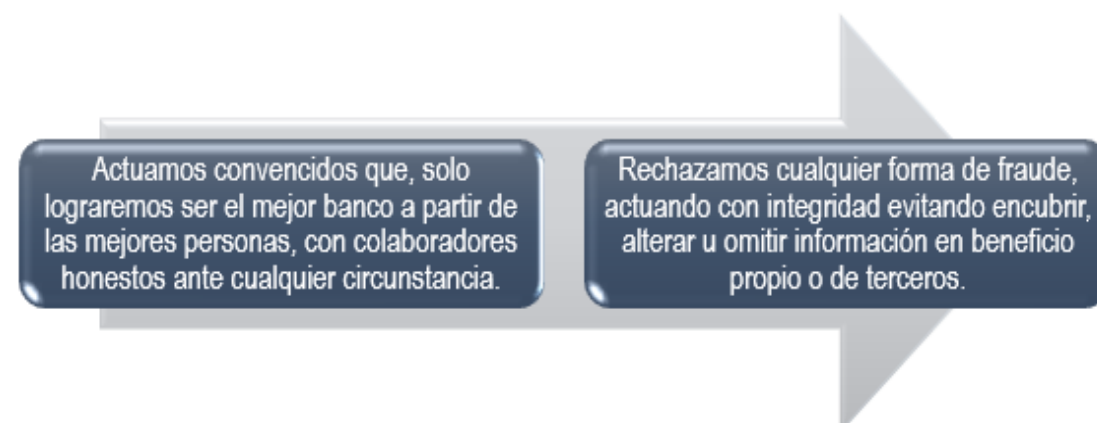 Actuamos convencidos que, solo
lograremos ser el mejor banco a partir de
las mejores personas, con colaboradores
honestos ante cualquier circunstancia.
Rechazamos cualquier forma de fraude,
actuando con integridad evitando encubrir,
alterar u omitir información en beneficio
propio o de terceros.